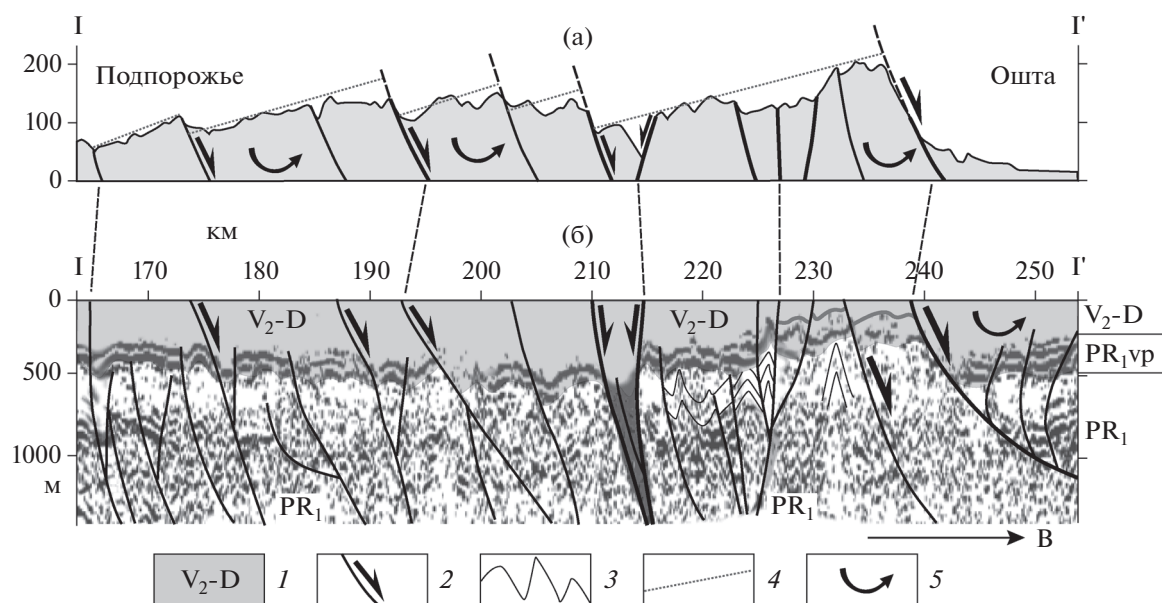 I (а) I'
200 Подпорожье Ошта
100
0
км (б)
I 170 180 190 200 210 220 230 240 250 I'
0 V₂-D V₂-D V₂-D
500 PR₁vp
1000 PR₁
м PR₁ PR₁
В
V₂-D 1 2 3 4 5